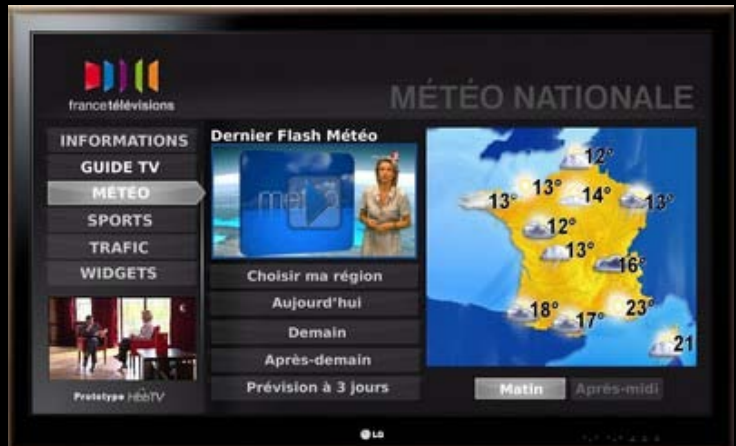 francetélévisions
MÉTÉO NATIONALE
INFORMATIONS
GUIDE TV
MÉTÉO
SPORTS
TRAFIC
WIDGETS
Prototype HbbTV
Dernier Flash Météo
Choisir ma région
Aujourd'hui
Demain
Après-demain
Prévision à 3 jours
12°
13° 13° 14° 13°
12°
13°
16°
18° 17° 23°
21
Matin Après-midi
LG